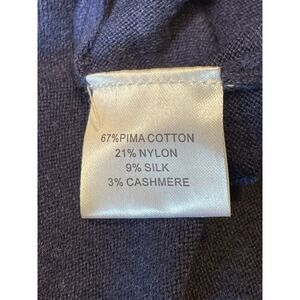 67%PIMA COTTON
21% NYLON
9% SILK
3% CASHMERE